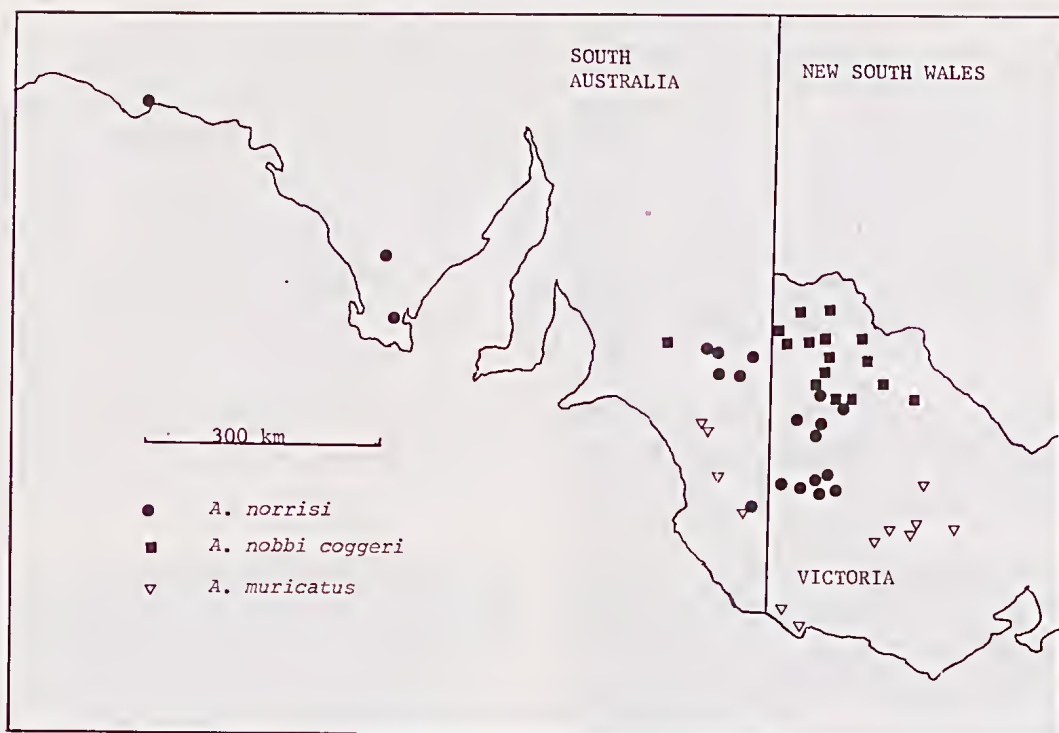 SOUTH
AUSTRALIA
NEW SOUTH WALES
300 km
A. norrisi
A. nobbi coggeri
A. muricatus
VICTORIA